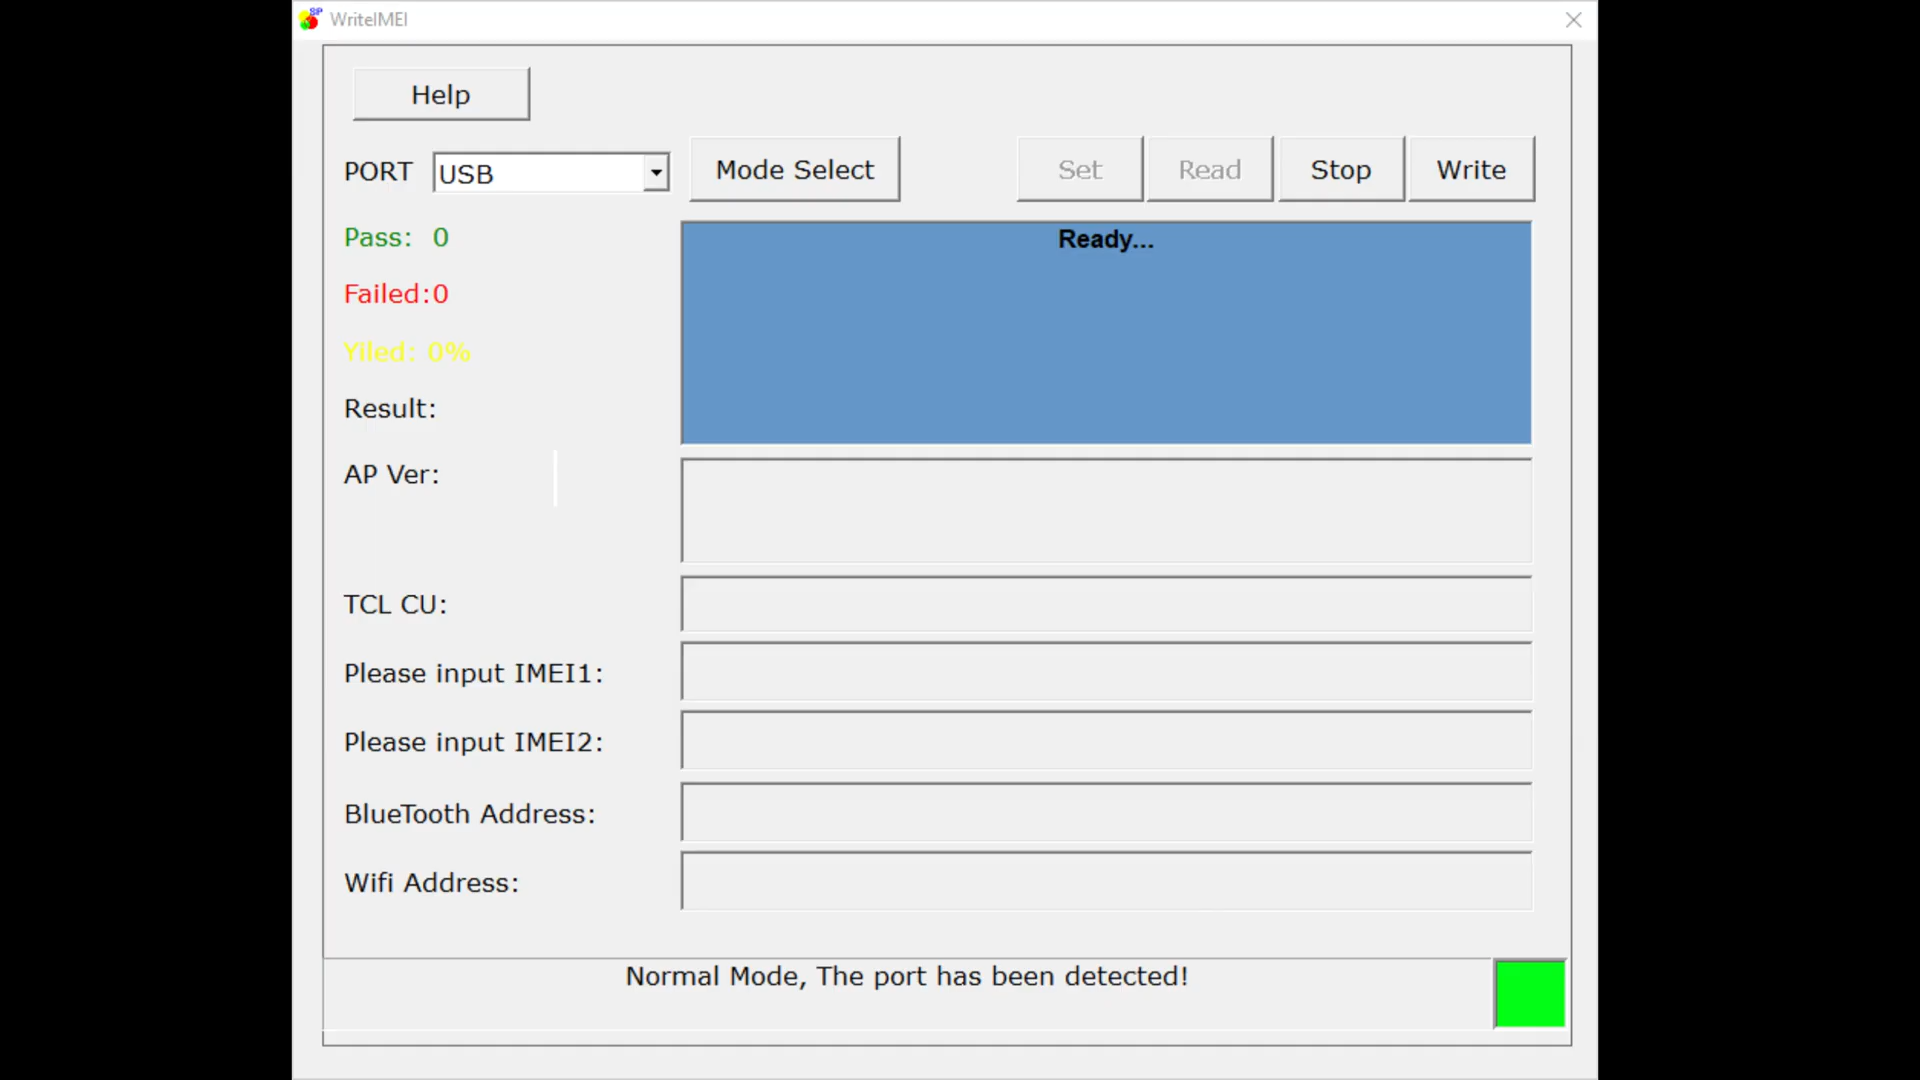 SP
WriteIMEI
Help
PORT USB Mode Select Set Read Stop Write
Pass: 0
Ready...
Failed:0
Yiled: 0%
Result:
AP Ver:
TCL CU:
Please input IMEI1:
Please input IMEI2:
BlueTooth Address:
Wifi Address:
Normal Mode, The port has been detected!